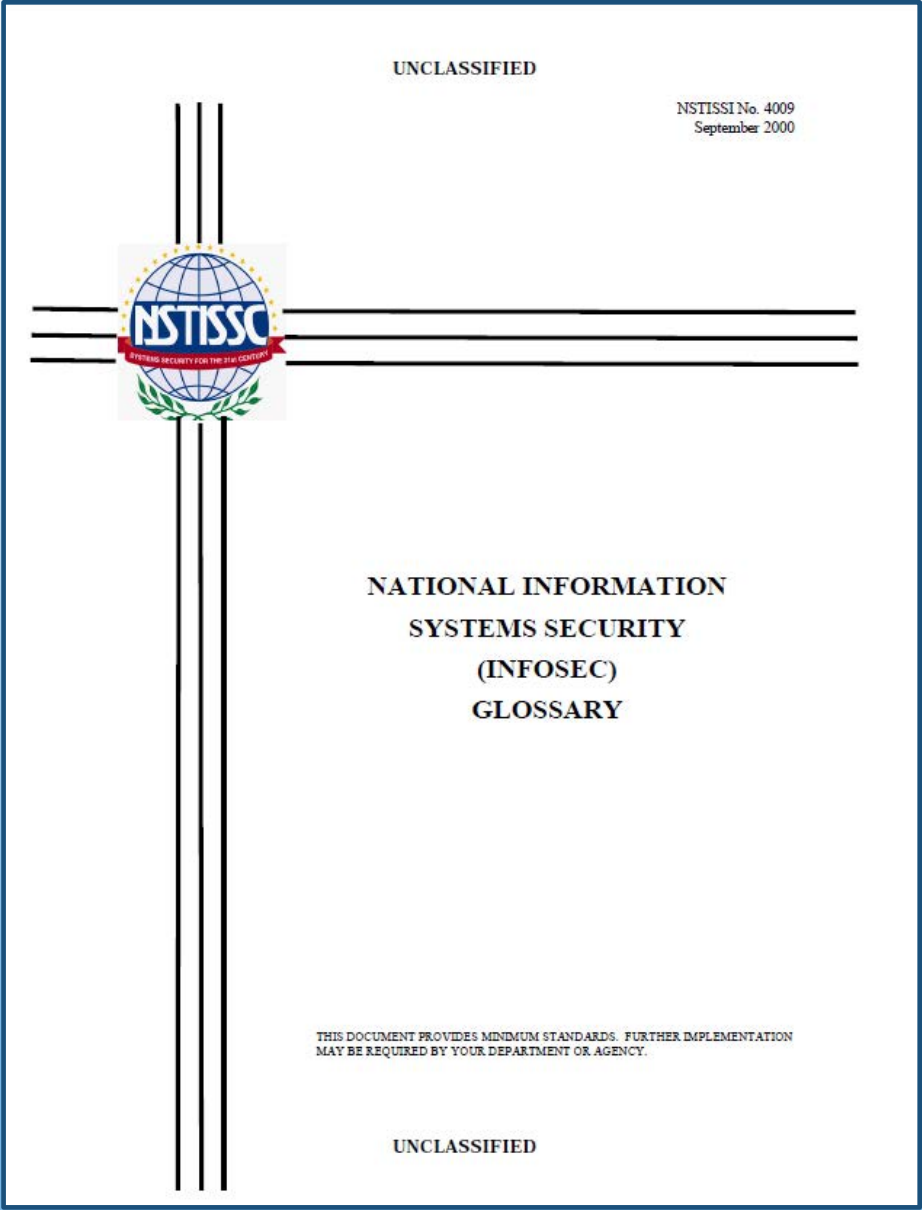 UNCLASSIFIED
NSTISSI No. 4009
September 2000
NSTISSC
SYSTEMS SECURITY FOR THE 21st CENTURY
NATIONAL INFORMATION
SYSTEMS SECURITY
(INFOSEC)
GLOSSARY
THIS DOCUMENT PROVIDES MINIMUM STANDARDS. FURTHER IMPLEMENTATION
MAY BE REQUIRED BY YOUR DEPARTMENT OR AGENCY.
UNCLASSIFIED